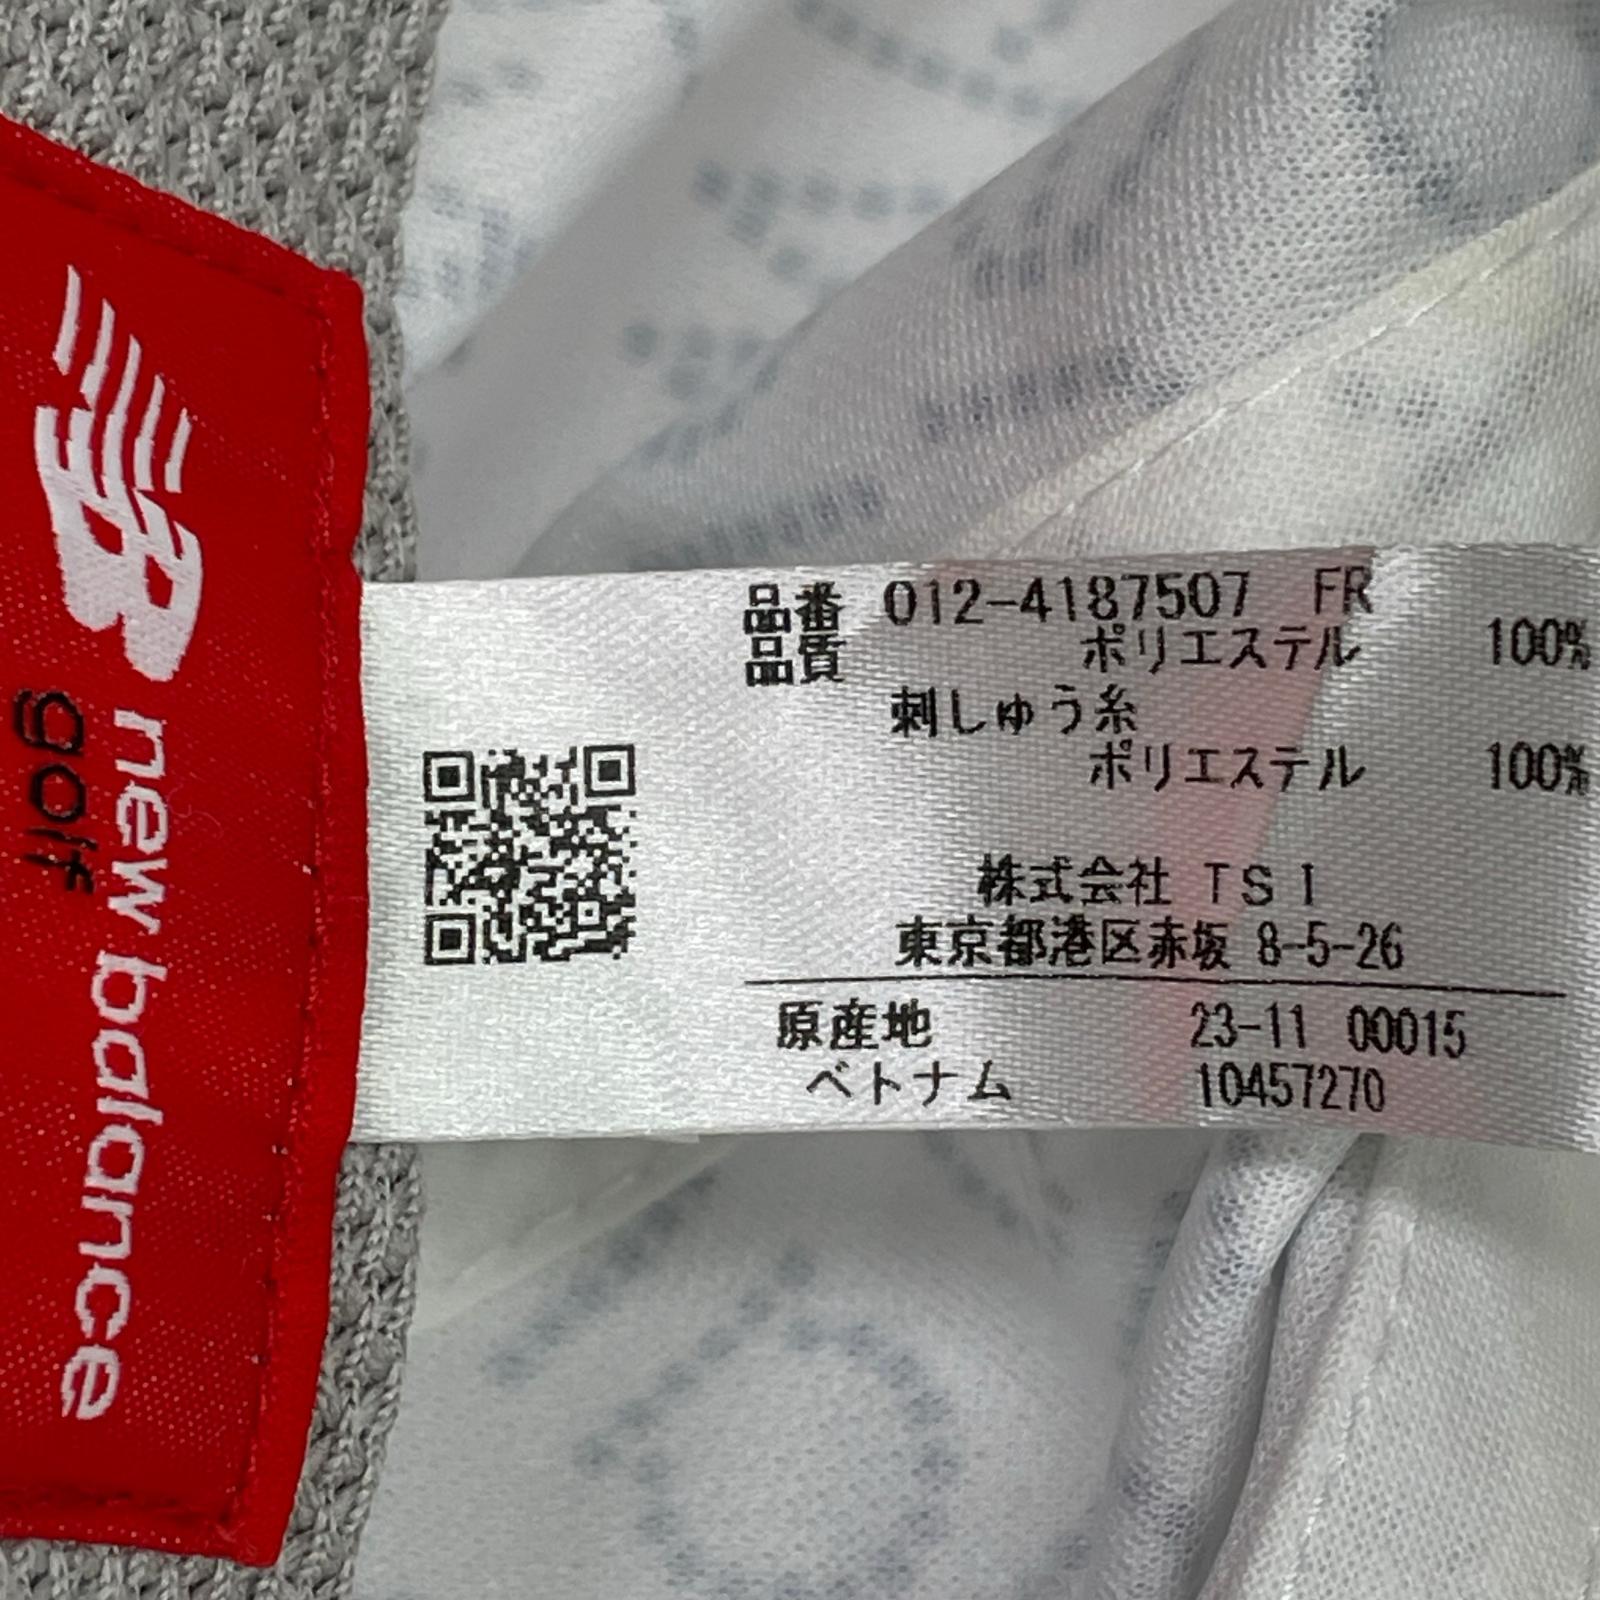 new balance
golf
品番 012-4187507 FR
品質 ポリエステル 100%
刺しゅう糸
ポリエステル 100%
株式会社 TSI
東京都港区赤坂 8-5-26
原産地 23-11 00015
ベトナム 10457270